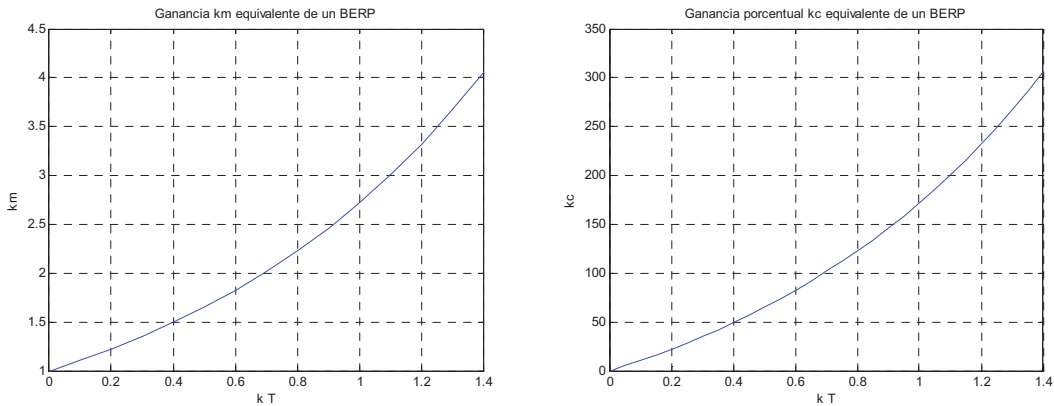 Ganancia km equivalente de un BERP
4.5
4
3.5
3
2.5
2
1.5
1
km
0 0.2 0.4 0.6 0.8 1 1.2 1.4
k T
Ganancia porcentual kc equivalente de un BERP
350
300
250
200
150
100
50
0
kc
0 0.2 0.4 0.6 0.8 1 1.2 1.4
k T